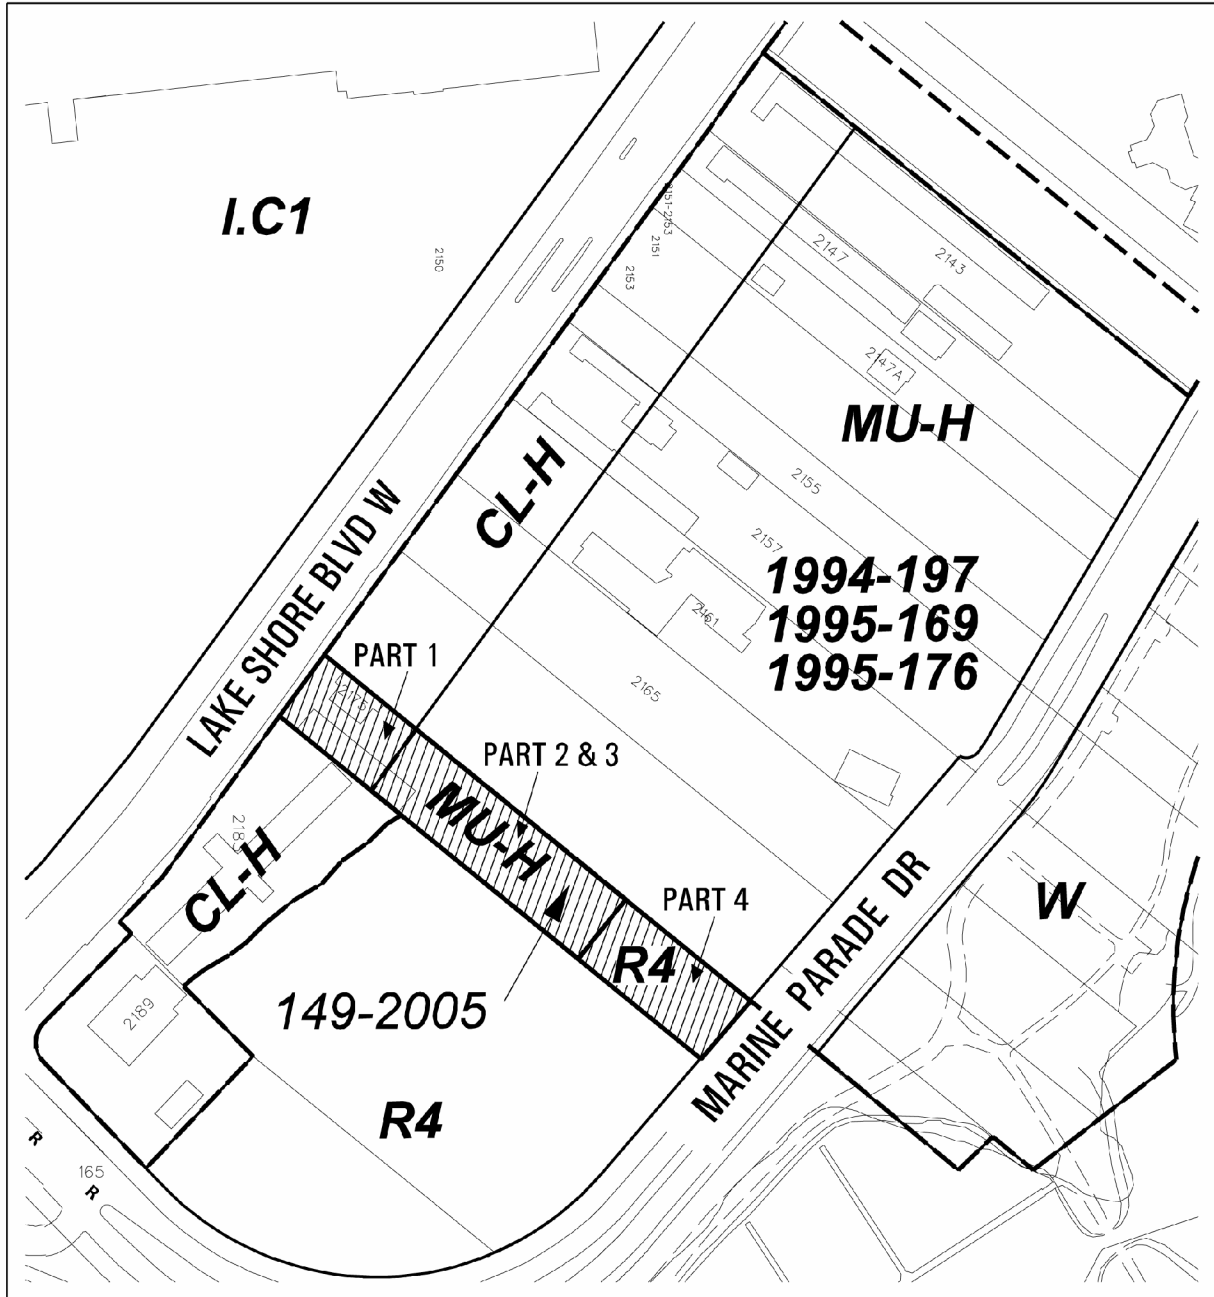 I.C1
2150
2151-2153
2151
2153
2147
2143
2147A
MU-H
CL-H
2155
2157
1994-197
1995-169
1995-176
2161
2165
LAKE SHORE BLVD W
PART 1
2175
PART 2 & 3
MU-H
PART 4
R4
CL-H
MARINE PARADE DR
W
149-2005
2189
R4
R
165
R